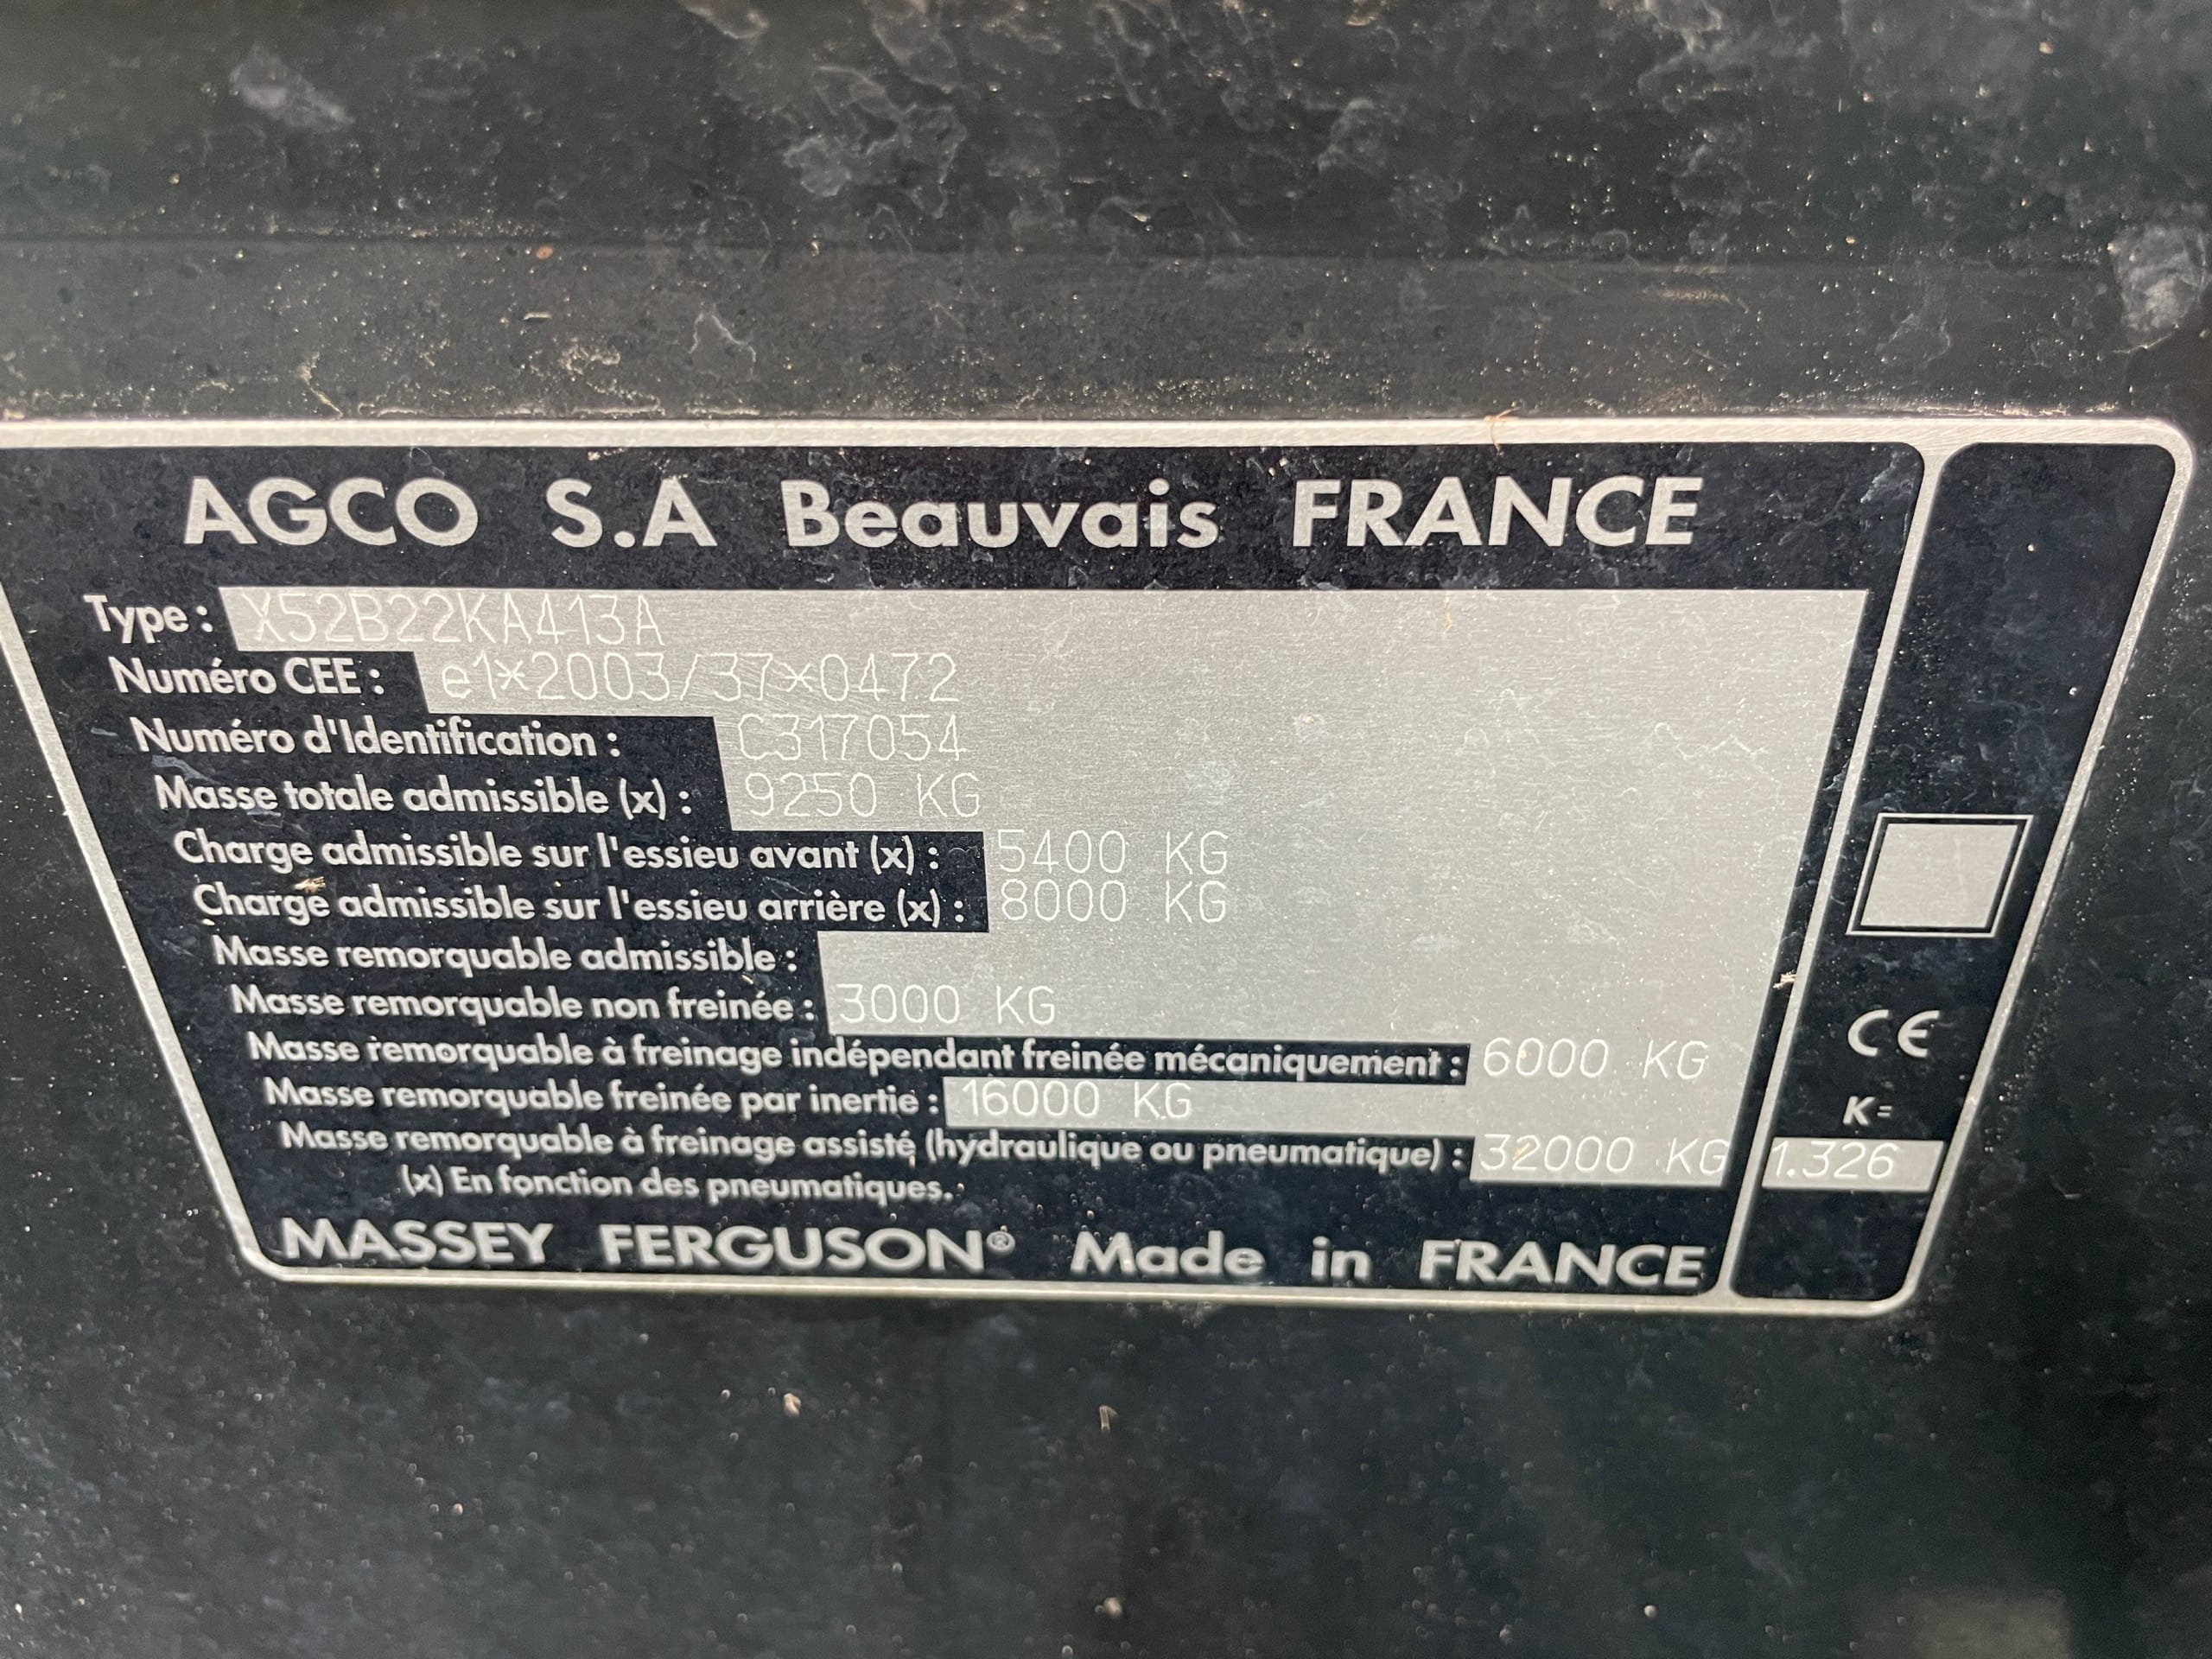 AGCO S.A Beauvais FRANCE
Type : X52B22KA413A
Numéro CEE : e1*2003/37*0472
Numéro d'Identification : C317054
Masse totale admissible (x) : 9250 KG
Charge admissible sur l'essieu avant (x) : 5400 KG
Charge admissible sur l'essieu arrière (x) : 8000 KG
Masse remorquable admissible :
Masse remorquable non freinée : 3000 KG
Masse remorquable à freinage indépendant freinée mécaniquement : 6000 KG
Masse remorquable freinée par inertie : 16000 KG
Masse remorquable à freinage assisté (hydraulique ou pneumatique) : 32000 KG
(x) En fonction des pneumatiques.
MASSEY FERGUSON® Made in FRANCE
CE
K=
1.326